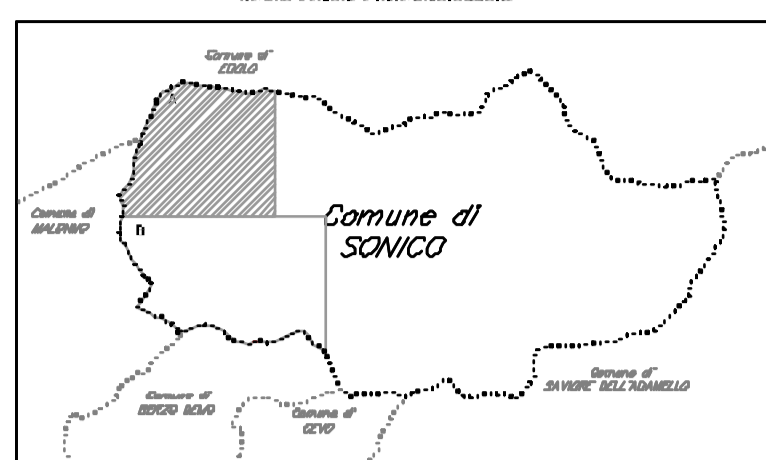 Comune di
EDOLO
A
Comune di
MALONNO
B
Comune di
SONICO
Comune di
SAVIORE DELL'ADAMELLO
Comune di
BERZO DEMO
Comune di
CEVO